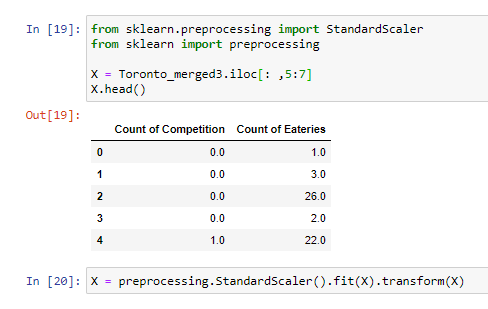 In [19]: from sklearn.preprocessing import StandardScaler
from sklearn import preprocessing
X = Toronto_merged3.iloc[: ,5:7]
X.head()
Out[19]:
Count of Competition Count of Eateries
0 0.0 1.0
1 0.0 3.0
2 0.0 26.0
3 0.0 2.0
4 1.0 22.0
In [20]: X = preprocessing.StandardScaler().fit(X).transform(X)